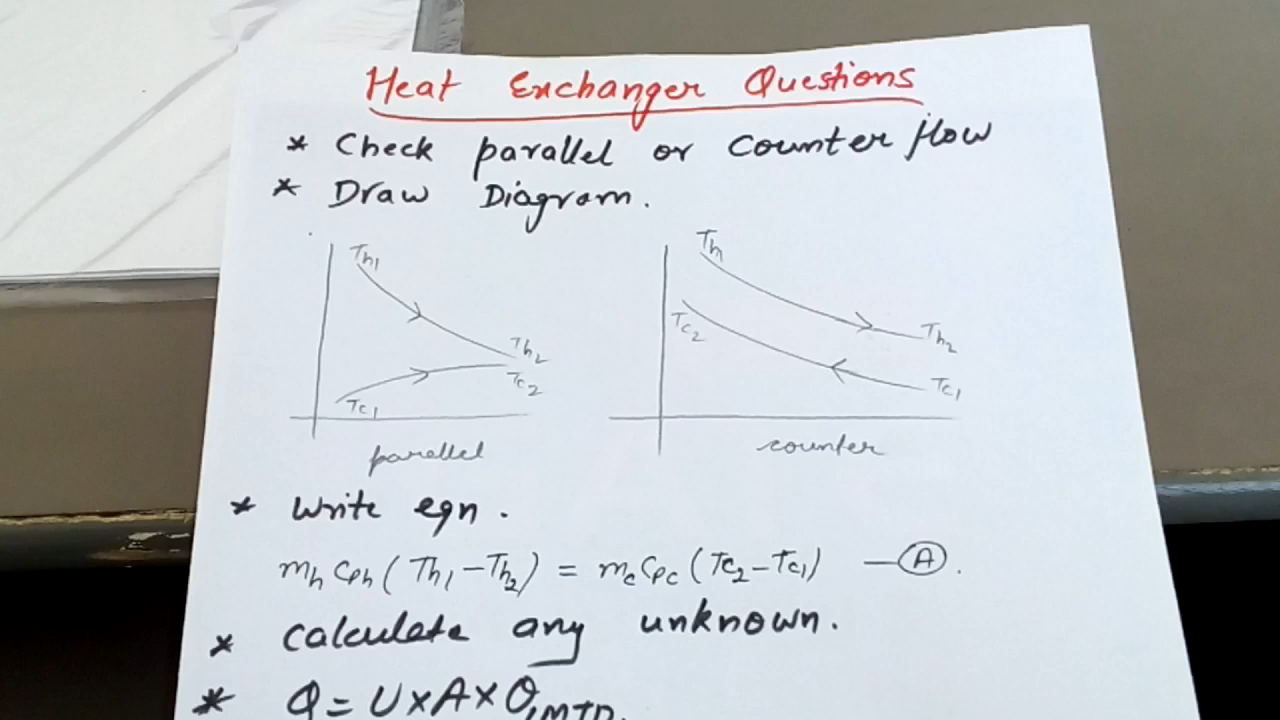 Heat Exchanger Questions
* Check parallel or counter flow
* Draw Diagram.
Th1
Th2
Tc2
Tc1
parallel
Th
Th2
Tc2
Tc1
counter
* Write eqn.
mh Cph (Th1 - Th2) = mc Cpc (Tc2 - Tc1) — A.
* Calculate any unknown.
* Q = U x A x θLMTD.